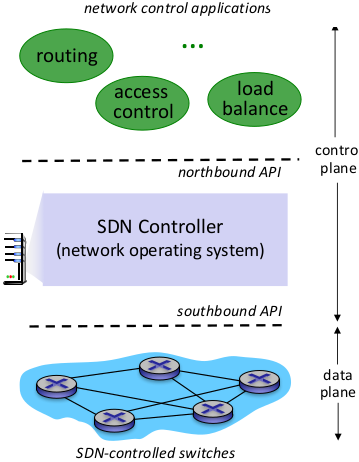 network control applications
...
routing
access
control
load
balance
contro
plane
northbound API
SDN Controller
(network operating system)
southbound API
data
plane
SDN-controlled switches